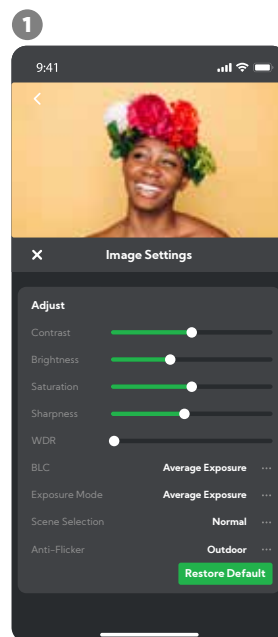 1
9:41
Image Settings
Adjust
Contrast
Brightness
Saturation
Sharpness
WDR
BLC Average Exposure ...
Exposure Mode Average Exposure ...
Scene Selection Normal ...
Anti-Flicker Outdoor ...
Restore Default